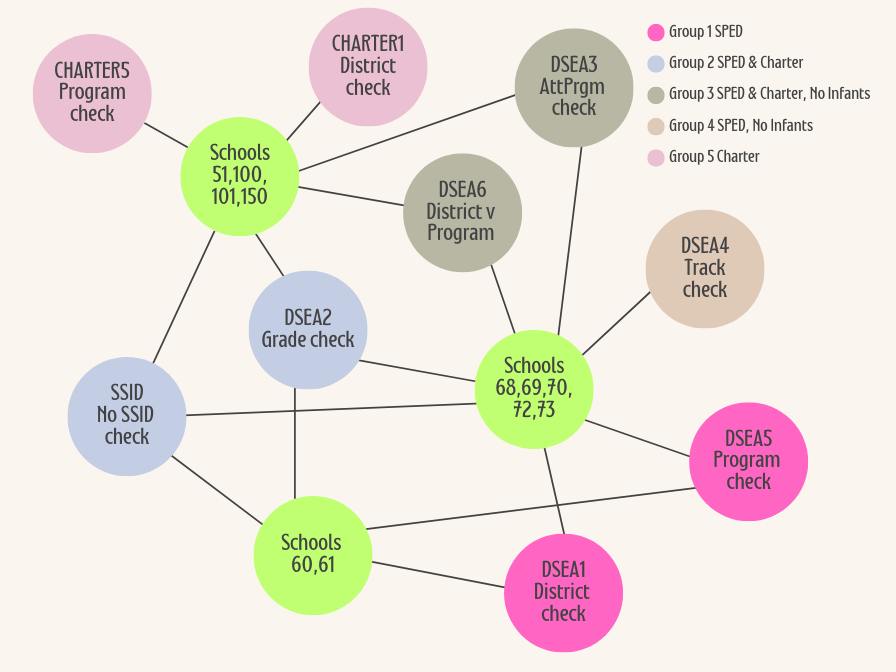 CHARTER5
Program
check
CHARTER1
District
check
DSEA3
AttPrgm
check
Group 1 SPED
Group 2 SPED & Charter
Group 3 SPED & Charter, No Infants
Group 4 SPED, No Infants
Group 5 Charter
Schools
51,100,
101,150
DSEA6
District v
Program
DSEA4
Track
check
DSEA2
Grade check
SSID
No SSID
check
Schools
68,69,70,
72,73
DSEA5
Program
check
Schools
60,61
DSEA1
District
check